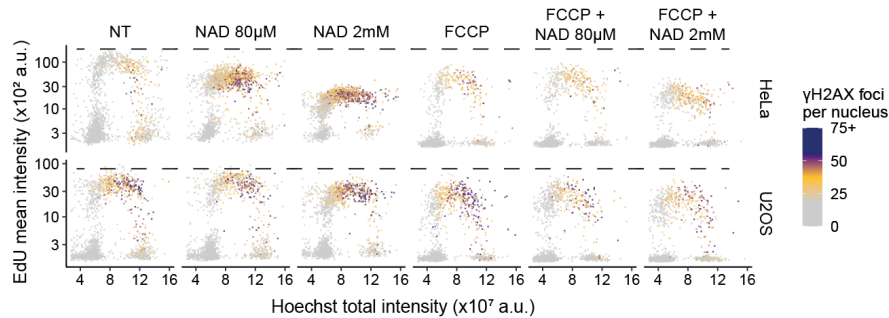 NT
NAD 80µM
NAD 2mM
FCCP
FCCP +
NAD 80µM
FCCP +
NAD 2mM
EdU mean intensity (x10² a.u.)
100
30
10
3
HeLa
100
30
10
3
U2OS
4 8 12 16 4 8 12 16 4 8 12 16 4 8 12 16 4 8 12 16 4 8 12 16
Hoechst total intensity (x10⁷ a.u.)
γH2AX foci
per nucleus
75+
50
25
0